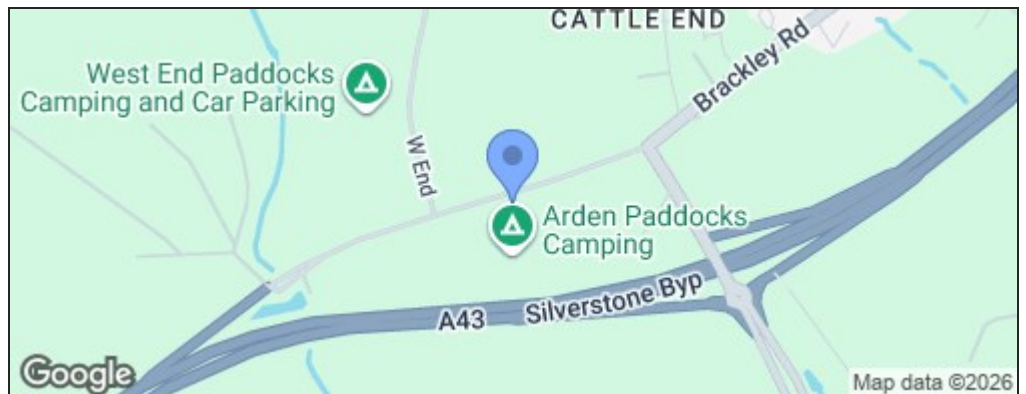 CATTLE END
West End Paddocks
Camping and Car Parking
Brackley Rd
W End
Arden Paddocks
Camping
A43
Silverstone Byp
Google
Map data ©2026